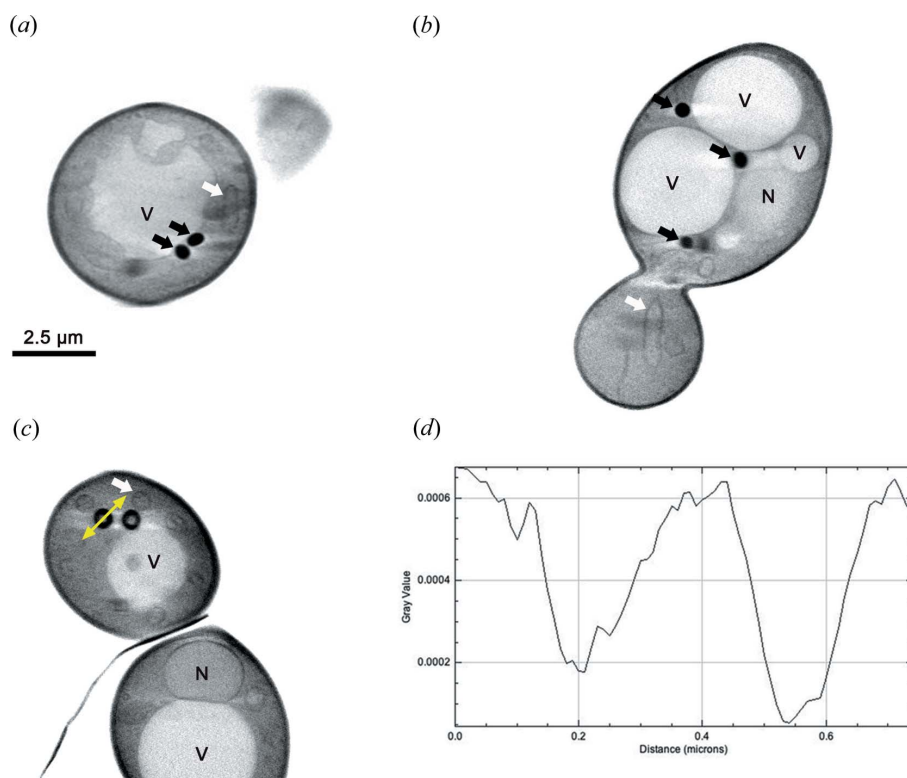 (a)
(b)
V
V
V
V
N
V
2.5 µm
(c)
(d)
V
N
V
Gray Value
0.0006
0.0004
0.0002
0.0
0.2
0.4
0.6
Distance (microns)